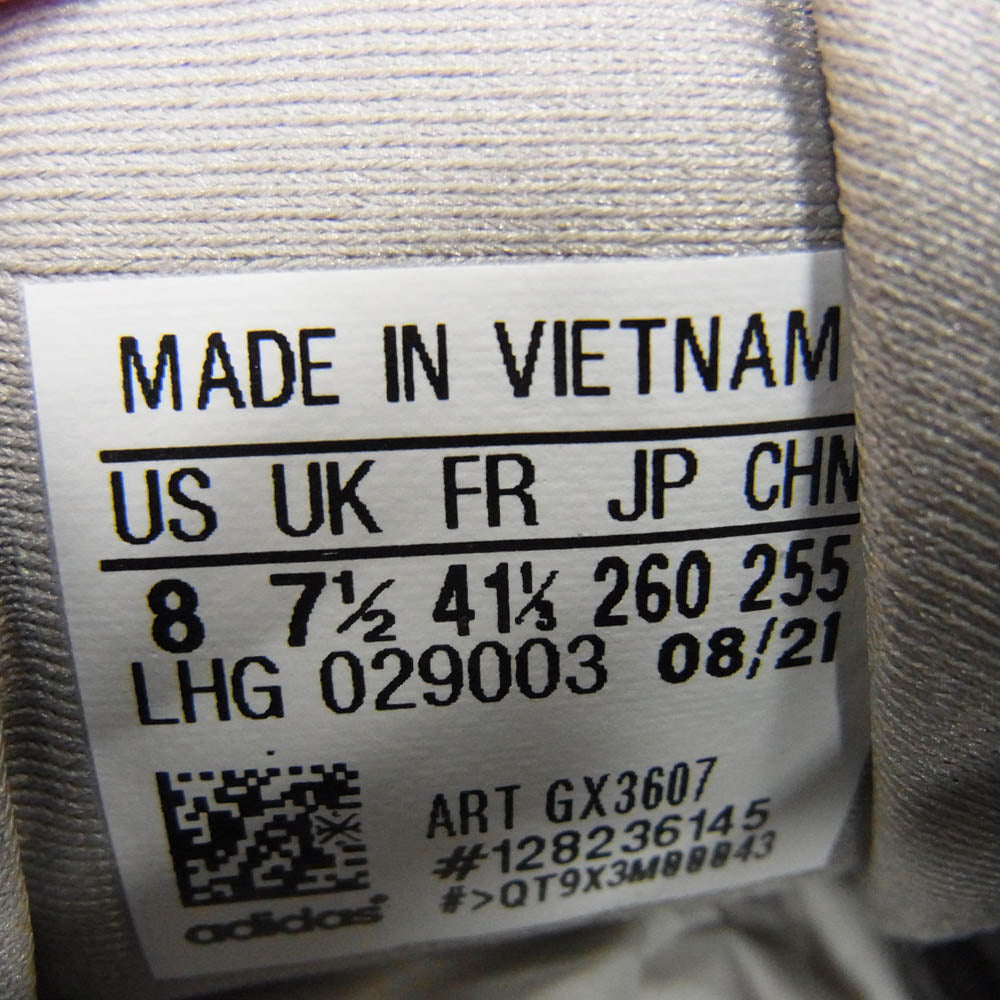 MADE IN VIETNAM
US UK FR JP CHN
8 7½ 41⅓ 260 255
LHG 029003 08/21
ART GX3607
#128236145
#>QT9X3M00043
adidas